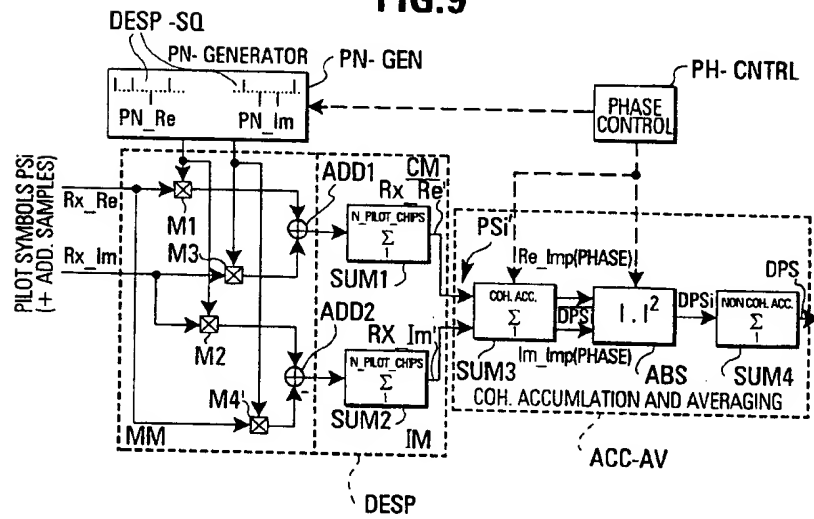 FIG.9
DESP -SQ
PN- GENERATOR
PN- GEN
PH- CNTRL
PN_Re
PN_Im
PHASE
CONTROL
PILOT SYMBOLS PSi
(+ ADD. SAMPLES)
Rx_Re
Rx_Im
M1
M3
M2
M4'
MM
ADD1
ADD2
CM
Rx_Re'
N_PILOT_CHIPS
Σ
1
SUM1
RX_Im'
N_PILOT_CHIPS
Σ
1
SUM2
IM
DESP
PSi'
Re_Imp(PHASE)
COH. ACC.
Σ
1
SUM3
DPSi
Im_Imp(PHASE)
| . |²
ABS
DPSi
NON COH. ACC.
Σ
1
SUM4
DPS
COH. ACCUMLATION AND AVERAGING
ACC-AV